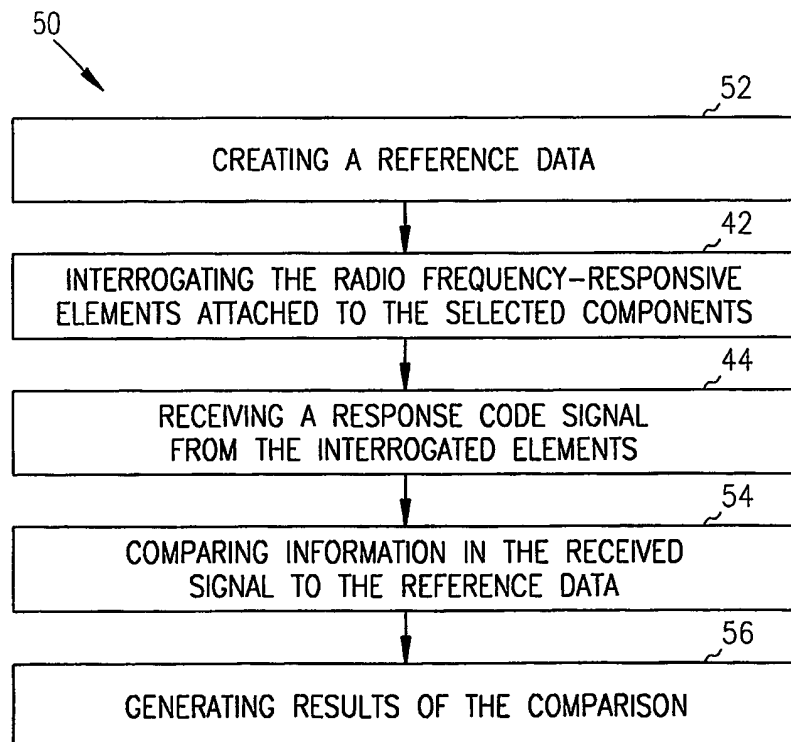 50
52
CREATING A REFERENCE DATA
42
INTERROGATING THE RADIO FREQUENCY-RESPONSIVE
ELEMENTS ATTACHED TO THE SELECTED COMPONENTS
44
RECEIVING A RESPONSE CODE SIGNAL
FROM THE INTERROGATED ELEMENTS
54
COMPARING INFORMATION IN THE RECEIVED
SIGNAL TO THE REFERENCE DATA
56
GENERATING RESULTS OF THE COMPARISON